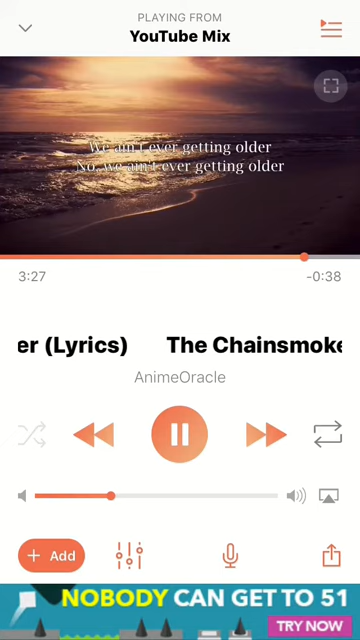 PLAYING FROM
YouTube Mix
We ain't ever getting older
No, we ain't ever getting older
3:27
-0:38
er (Lyrics) The Chainsmoke
AnimeOracle
+ Add
NOBODY CAN GET TO 51
TRY NOW